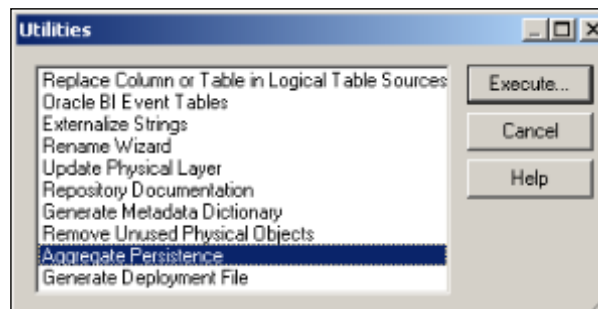 Utilities
Replace Column or Table in Logical Table Sources
Oracle BI Event Tables
Externalize Strings
Rename Wizard
Update Physical Layer
Repository Documentation
Generate Metadata Dictionary
Remove Unused Physical Objects
Aggregate Persistence
Generate Deployment File
Execute...
Cancel
Help